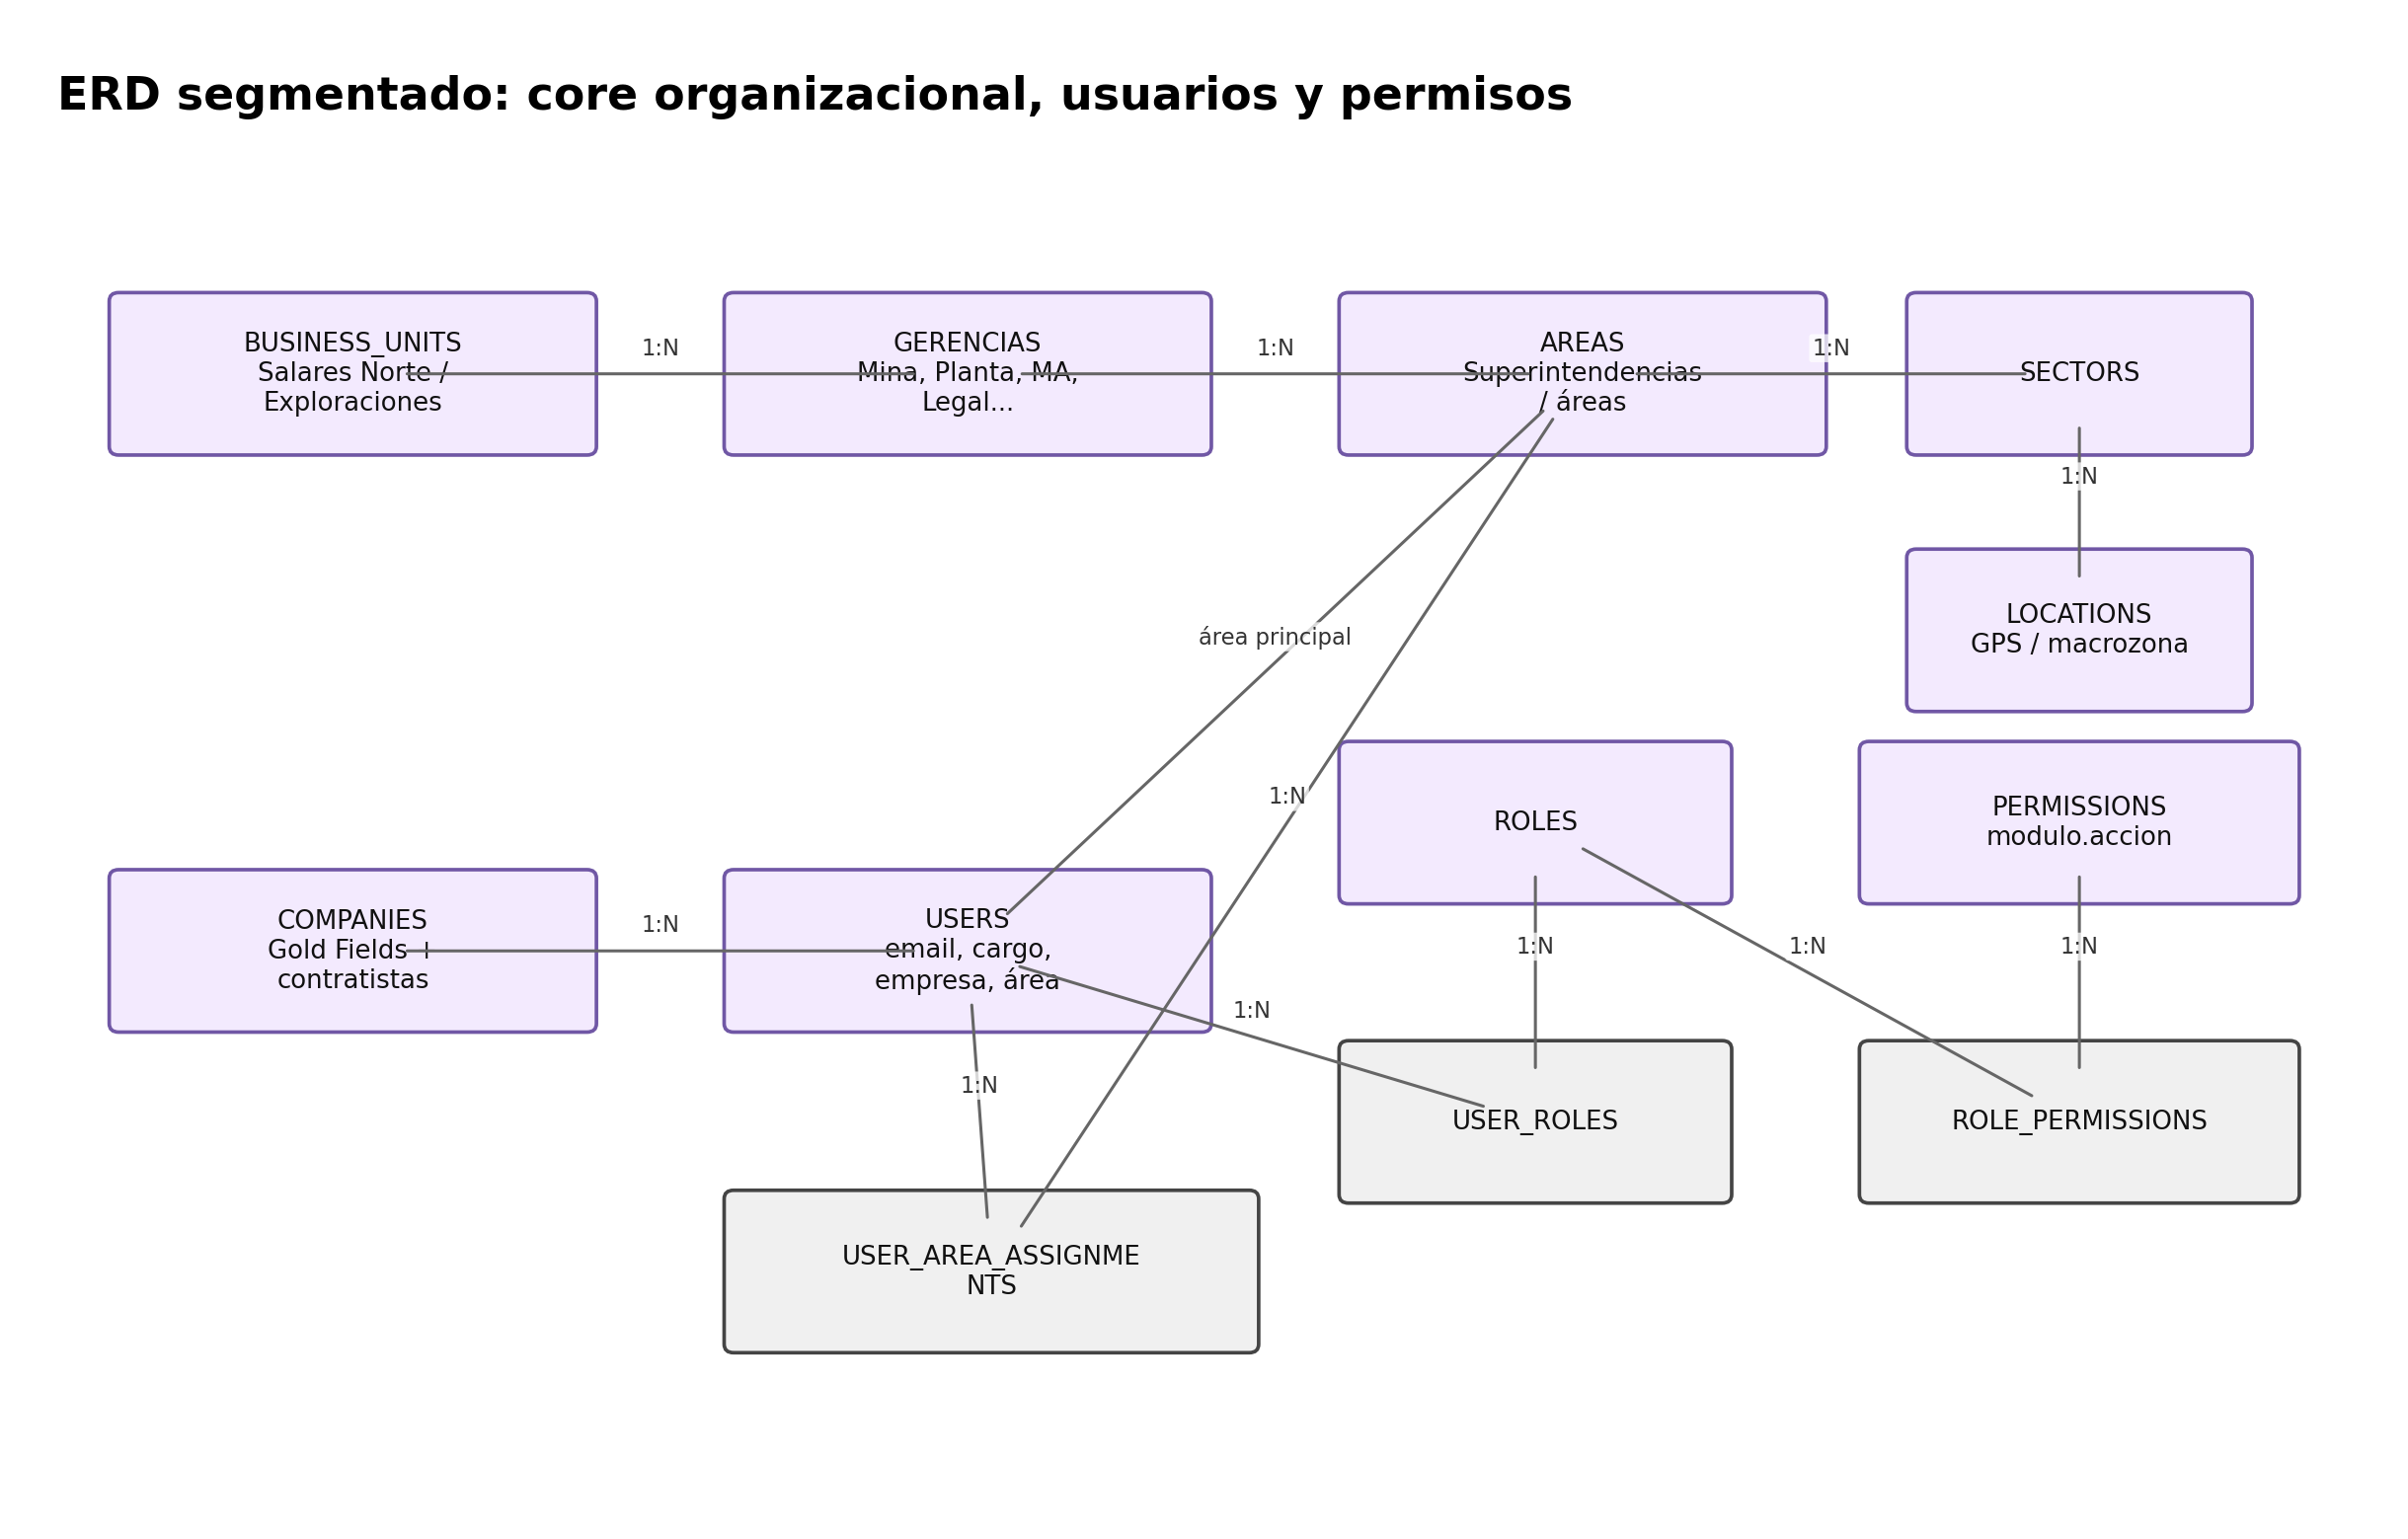 ERD segmentado: core organizacional, usuarios y permisos
BUSINESS_UNITS
Salares Norte /
Exploraciones
1:N
GERENCIAS
Mina, Planta, MA,
Legal...
1:N
AREAS
Superintendencias
/ áreas
1:N
SECTORS
1:N
LOCATIONS
GPS / macrozona
área principal
1:N
ROLES
PERMISSIONS
modulo.accion
COMPANIES
Gold Fields +
contratistas
1:N
USERS
email, cargo,
empresa, área
1:N
1:N
1:N
1:N
1:N
USER_ROLES
ROLE_PERMISSIONS
USER_AREA_ASSIGNME
NTS